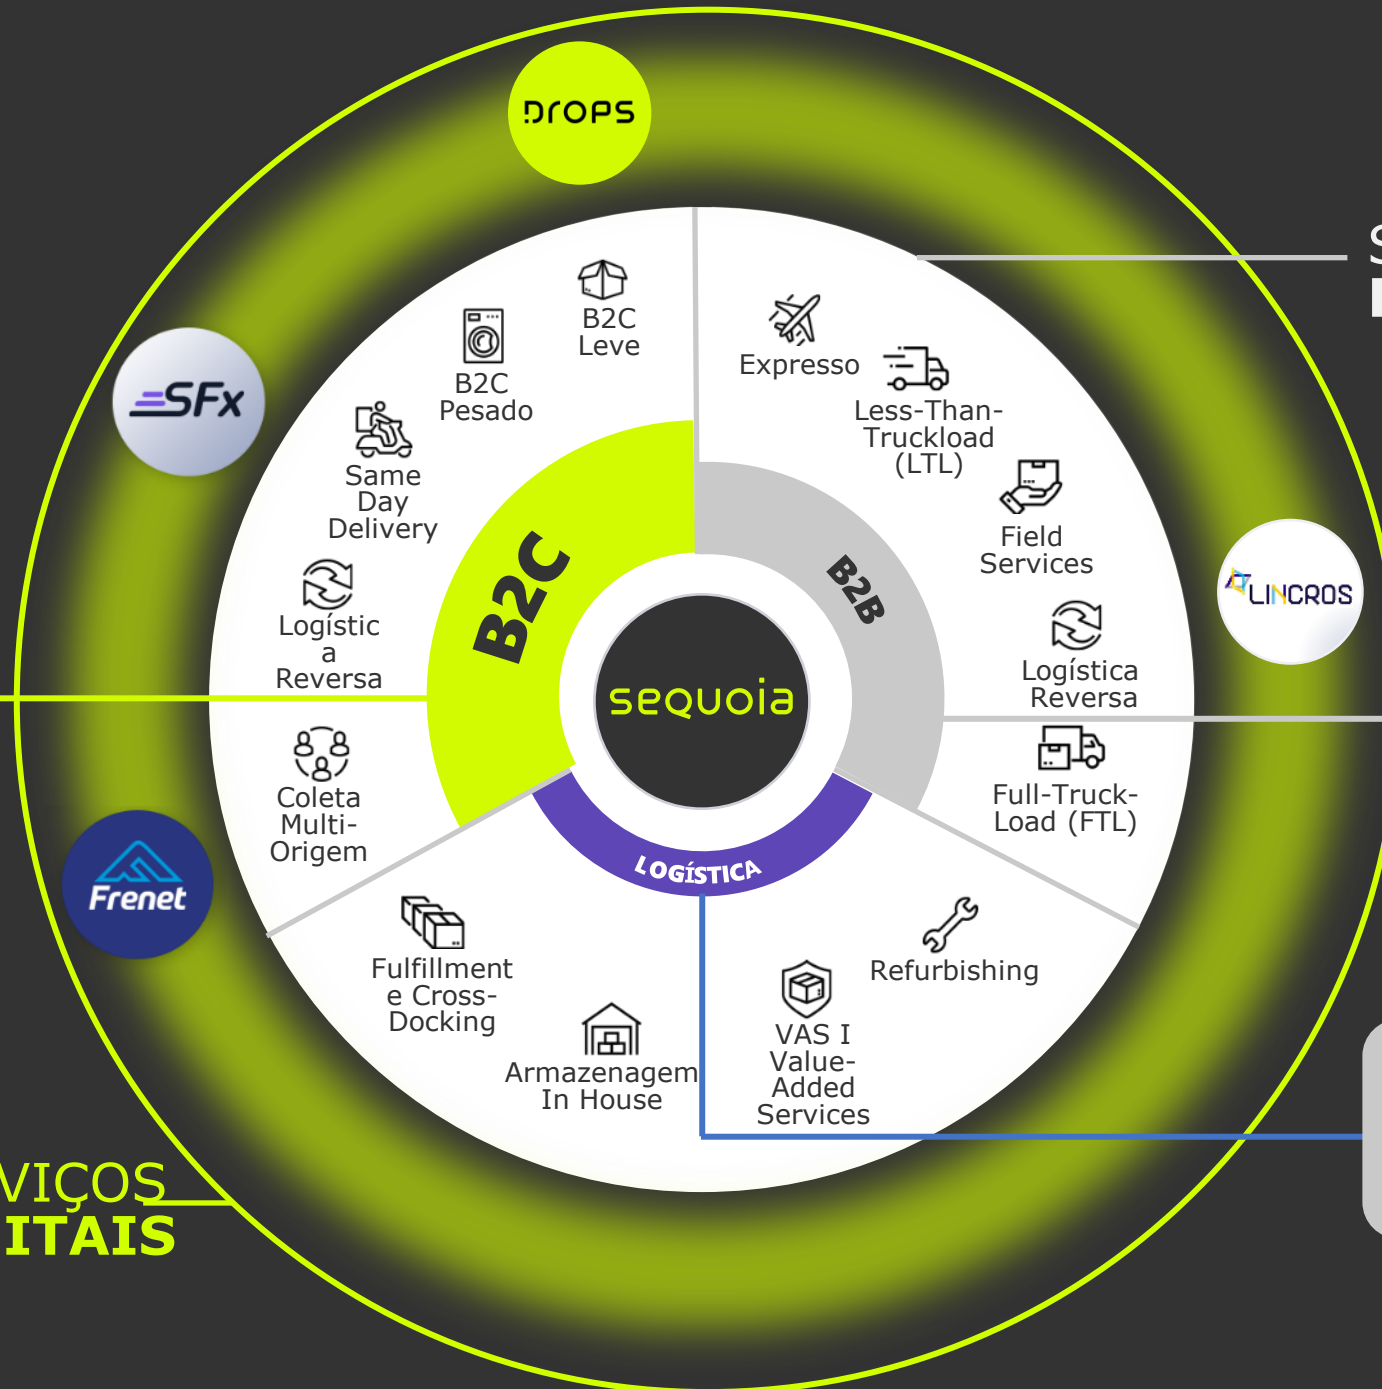 DROPS
B2C
Leve
B2C
Pesado
SFx
Same
Day
Delivery
Logístic
a
Reversa
Coleta
Multi-
Origem
Frenet
B2C
Expresso
Less-Than-
Truckload
(LTL)
Field
Services
Logística
Reversa
Full-Truck-
Load (FTL)
B2B
LINCROS
sequoia
LOGÍSTICA
Fulfillment
e Cross-
Docking
Armazenagem
In House
VAS I
Value-
Added
Services
Refurbishing
VIÇOS
ITAIS